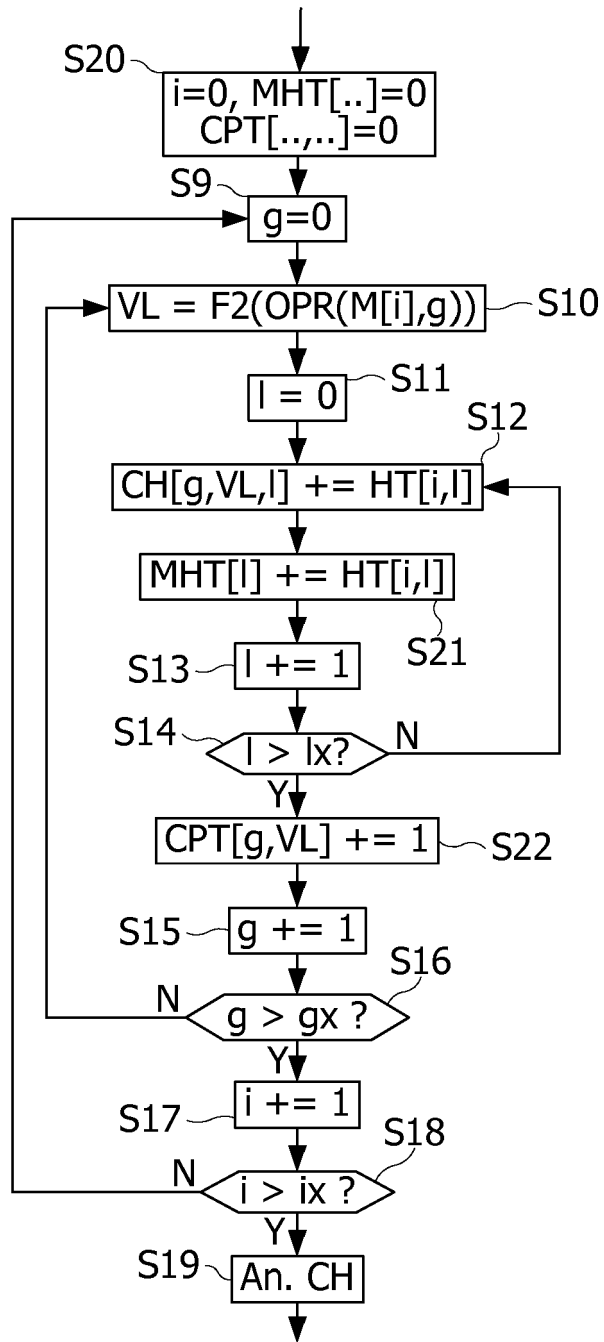 S20
i=0, MHT[..]=0
CPT[..,..]=0
S9
g=0
VL = F2(OPR(M[i],g))
S10
l = 0
S11
S12
CH[g,VL,l] += HT[i,l]
MHT[l] += HT[i,l]
S21
S13
l += 1
S14
l > lx?
N
Y
CPT[g,VL] += 1
S22
S15
g += 1
S16
N
g > gx ?
Y
S17
i += 1
S18
N
i > ix ?
Y
S19
An. CH